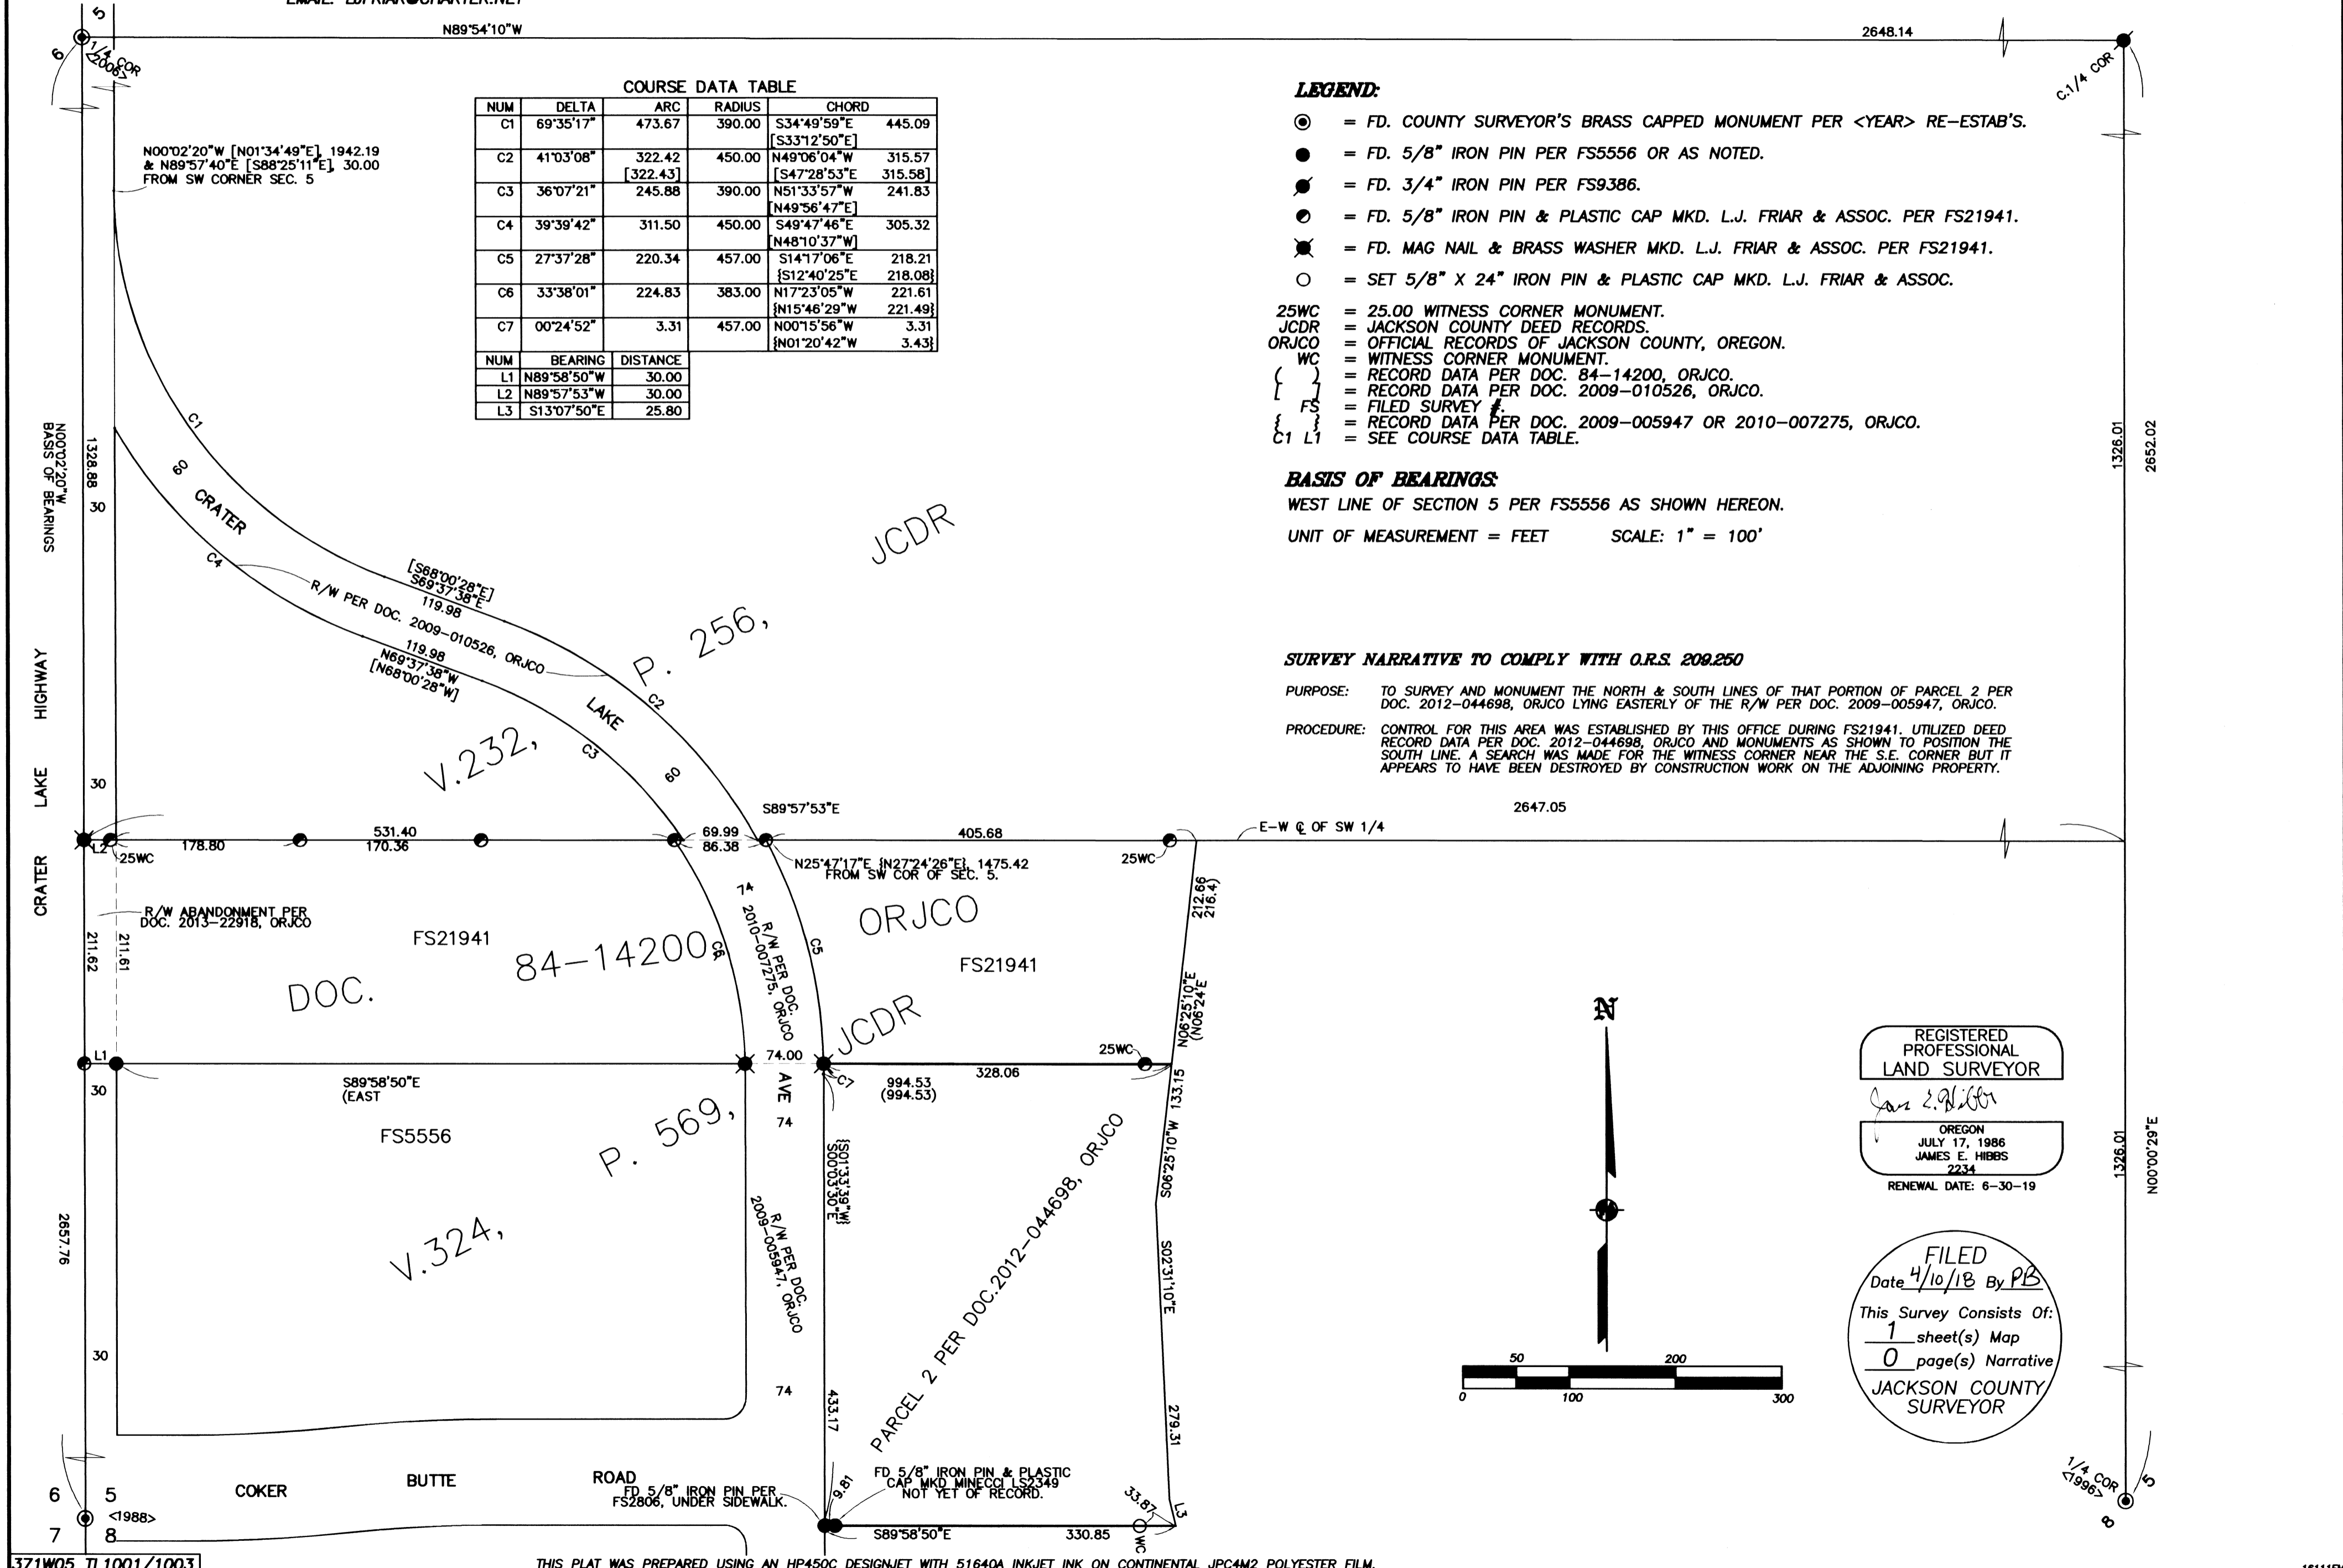 EMAIL: LJFRIAR@CHARTER.NET
N89°54'10"W
2648.14
5
6
1/4 COR
<2006>
C.1/4 COR
COURSE DATA TABLE
NUM DELTA ARC RADIUS CHORD
C1 69°35'17" 473.67 390.00 S34°49'59"E 445.09
[S33°12'50"E]
C2 41°03'08" 322.42 450.00 N49°06'04"W 315.57
[322.43] [S47°28'53"E 315.58]
C3 36°07'21" 245.88 390.00 N51°33'57"W 241.83
[N49°56'47"E]
C4 39°39'42" 311.50 450.00 S49°47'46"E 305.32
[N48°10'37"W]
C5 27°37'28" 220.34 457.00 S14°17'06"E 218.21
{S12°40'25"E 218.08}
C6 33°38'01" 224.83 383.00 N17°23'05"W 221.61
{N15°46'29"W 221.49}
C7 00°24'52" 3.31 457.00 N00°15'56"W 3.31
{N01°20'42"W 3.43}
NUM BEARING DISTANCE
L1 N89°58'50"W 30.00
L2 N89°57'53"W 30.00
L3 S13°07'50"E 25.80
N00°02'20"W [N01°34'49"E], 1942.19
& N89°57'40"E [S88°25'11"E], 30.00
FROM SW CORNER SEC. 5
LEGEND:
= FD. COUNTY SURVEYOR'S BRASS CAPPED MONUMENT PER <YEAR> RE-ESTAB'S.
= FD. 5/8" IRON PIN PER FS5556 OR AS NOTED.
= FD. 3/4" IRON PIN PER FS9386.
= FD. 5/8" IRON PIN & PLASTIC CAP MKD. L.J. FRIAR & ASSOC. PER FS21941.
= FD. MAG NAIL & BRASS WASHER MKD. L.J. FRIAR & ASSOC. PER FS21941.
= SET 5/8" X 24" IRON PIN & PLASTIC CAP MKD. L.J. FRIAR & ASSOC.
25WC = 25.00 WITNESS CORNER MONUMENT.
JCDR = JACKSON COUNTY DEED RECORDS.
ORJCO = OFFICIAL RECORDS OF JACKSON COUNTY, OREGON.
WC = WITNESS CORNER MONUMENT.
( ) = RECORD DATA PER DOC. 84-14200, ORJCO.
[ ] = RECORD DATA PER DOC. 2009-010526, ORJCO.
FS = FILED SURVEY #.
{ } = RECORD DATA PER DOC. 2009-005947 OR 2010-007275, ORJCO.
C1 L1 = SEE COURSE DATA TABLE.
BASIS OF BEARINGS:
WEST LINE OF SECTION 5 PER FS5556 AS SHOWN HEREON.
UNIT OF MEASUREMENT = FEET SCALE: 1" = 100'
SURVEY NARRATIVE TO COMPLY WITH O.R.S. 209.250
PURPOSE: TO SURVEY AND MONUMENT THE NORTH & SOUTH LINES OF THAT PORTION OF PARCEL 2 PER
DOC. 2012-044698, ORJCO LYING EASTERLY OF THE R/W PER DOC. 2009-005947, ORJCO.
PROCEDURE: CONTROL FOR THIS AREA WAS ESTABLISHED BY THIS OFFICE DURING FS21941. UTILIZED DEED
RECORD DATA PER DOC. 2012-044698, ORJCO AND MONUMENTS AS SHOWN TO POSITION THE
SOUTH LINE. A SEARCH WAS MADE FOR THE WITNESS CORNER NEAR THE S.E. CORNER BUT IT
APPEARS TO HAVE BEEN DESTROYED BY CONSTRUCTION WORK ON THE ADJOINING PROPERTY.
N00°02'20"W
BASIS OF BEARINGS
1328.88
30
C1
60
CRATER
C4
[S68°00'28"E]
S69°37'38"E
119.98
R/W PER DOC. 2009-010526, ORJCO
119.98
N69°37'38"W
[N68°00'28"W]
JCDR
P. 256,
V.232,
C2
LAKE
C3
60
1326.01
2652.02
CRATER LAKE HIGHWAY
30
S89°57'53"E
2647.05
E-W ℄ OF SW 1/4
L2
25WC
178.80
531.40
170.36
69.99
86.38
405.68
25WC
N25°47'17"E {N27°24'26"E}, 1475.42
FROM SW COR OF SEC. 5.
R/W ABANDONMENT PER
DOC. 2013-22918, ORJCO
211.62
211.61
FS21941
DOC.
84-14200,
C6
74
R/W PER DOC.
2010-007275, ORJCO
C5
ORJCO
FS21941
JCDR
212.66
216.4)
N06°25'10"E
(N06°24'E
L1
30
S89°58'50"E
(EAST
74.00
AVE
74
C7
994.53
(994.53)
328.06
25WC
FS5556
P. 569,
V.324,
{S01°33'39"W}
S00°03'30"E
R/W PER DOC.
2009-005947, ORJCO
PARCEL 2 PER DOC.2012-044698, ORJCO
S06°25'10"W 133.15
S02°31'10"E
279.31
433.17
74
2657.76
30
N
50 200
0 100 300
REGISTERED
PROFESSIONAL
LAND SURVEYOR
James E. Hibbs
OREGON
JULY 17, 1986
JAMES E. HIBBS
2234
RENEWAL DATE: 6-30-19
1326.01
N00°00'29"E
FILED
Date 4/10/18 By PB
This Survey Consists Of:
1 sheet(s) Map
0 page(s) Narrative
JACKSON COUNTY
SURVEYOR
COKER BUTTE ROAD
FD 5/8" IRON PIN PER
FS2806, UNDER SIDEWALK.
9.81
FD 5/8" IRON PIN & PLASTIC
CAP MKD MINECCI LS2349
NOT YET OF RECORD.
33.87
L3
WC
S89°58'50"E
330.85
6 5
<1988>
7 8
1/4 COR
<1996>
5
8
371W05 TL1001/1003
THIS PLAT WAS PREPARED USING AN HP450C DESIGNJET WITH 51640A INKJET INK ON CONTINENTAL JPC4M2 POLYESTER FILM.